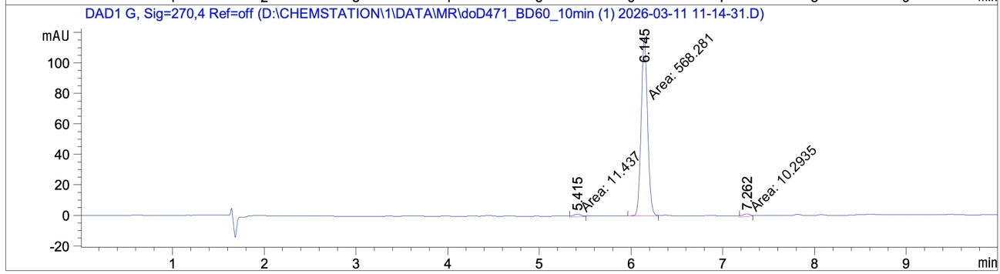 DAD1 G, Sig=270,4 Ref=off (D:\CHEMSTATION\1\DATA\MR\doD471_BD60_10min (1) 2026-03-11 11-14-31.D)
mAU
100
80
60
40
20
0
-20
5.415
Area: 11.437
6.145
Area: 568.281
7.262
Area: 10.2935
1 2 3 4 5 6 7 8 9 min